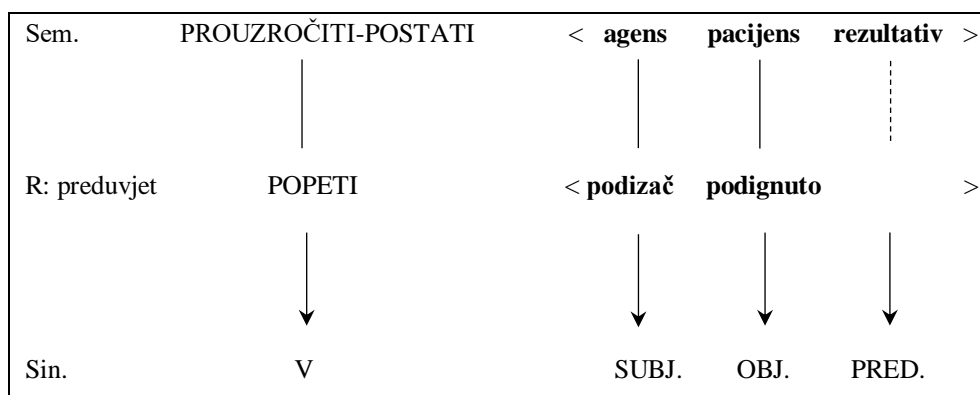 Sem. PROUZROČITI-POSTATI < agens pacijens rezultativ >
R: preduvjet POPETI < podizač podignuto >
Sin. V SUBJ. OBJ. PRED.